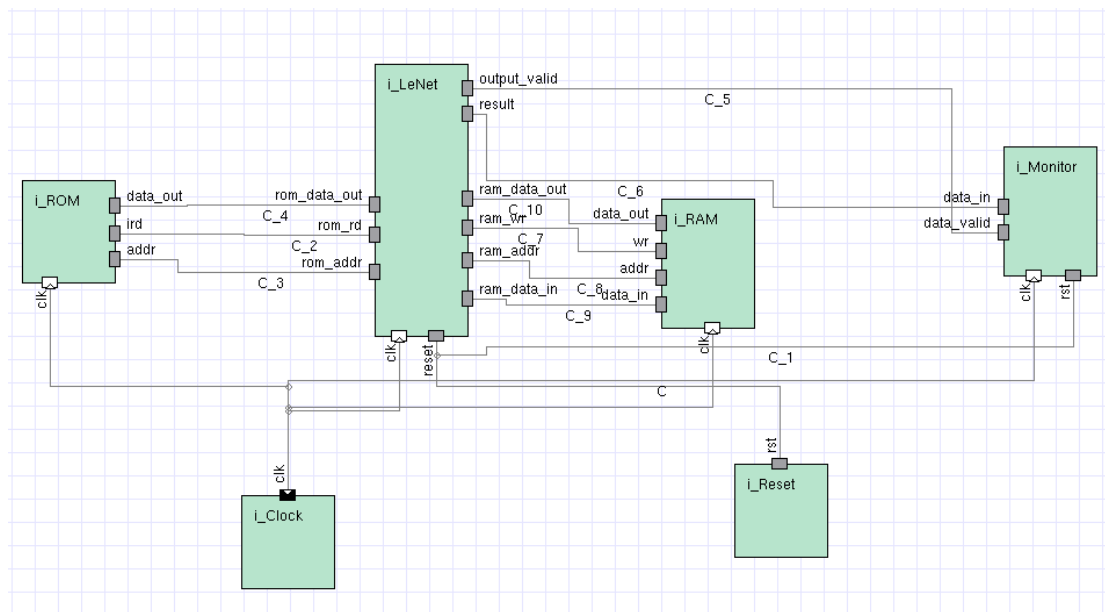 output_valid
i_LeNet
C_5
result
i_Monitor
ram_data_out
C_6
rom_data_out
data_out
i_ROM
data_in
C_10
data_out
i_RAM
C_4
ram_wr
data_valid
ird
rom_rd
C_7
wr
C_2
addr
ram_addr
rom_addr
addr
C_3
C_8
ram_data_in
data_in
clk
C_9
clk
rst
clk
reset
clk
C_1
C
rst
clk
i_Reset
i_Clock